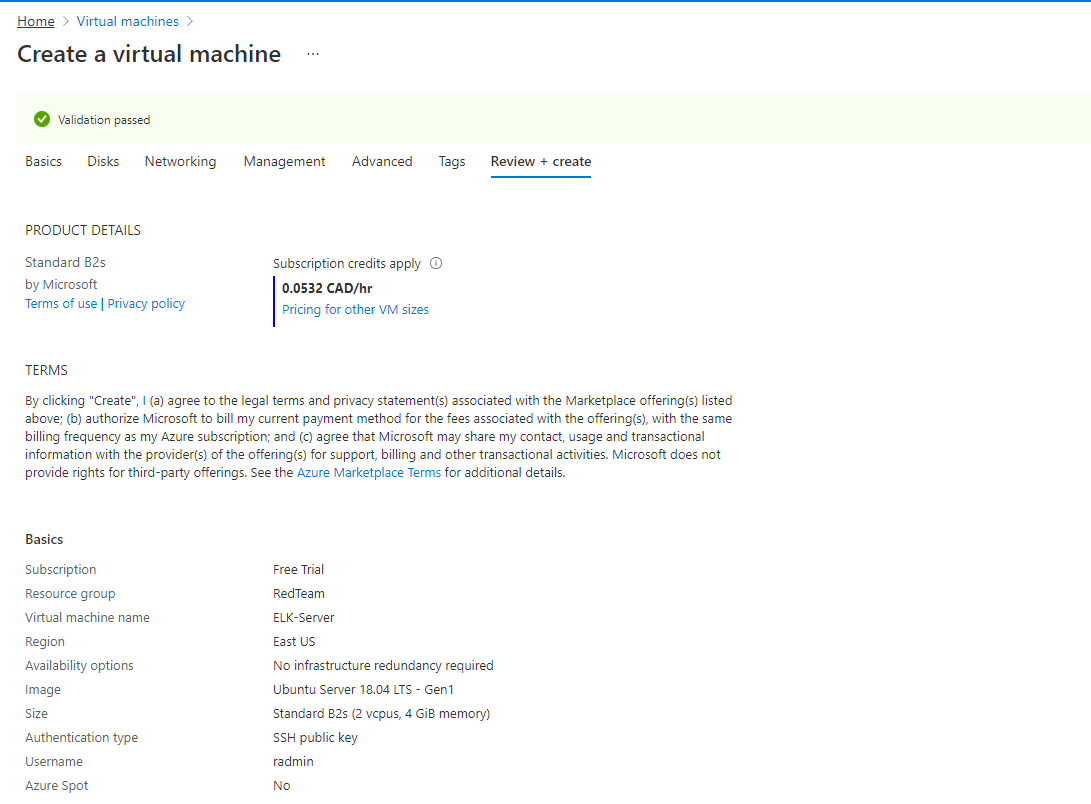 Home > Virtual machines >
Create a virtual machine ...
Validation passed
Basics Disks Networking Management Advanced Tags Review + create
PRODUCT DETAILS
Standard B2s
by Microsoft
Terms of use | Privacy policy
Subscription credits apply
0.0532 CAD/hr
Pricing for other VM sizes
TERMS
By clicking "Create", I (a) agree to the legal terms and privacy statement(s) associated with the Marketplace offering(s) listed
above; (b) authorize Microsoft to bill my current payment method for the fees associated with the offering(s), with the same
billing frequency as my Azure subscription; and (c) agree that Microsoft may share my contact, usage and transactional
information with the provider(s) of the offering(s) for support, billing and other transactional activities. Microsoft does not
provide rights for third-party offerings. See the Azure Marketplace Terms for additional details.
Basics
Subscription Free Trial
Resource group RedTeam
Virtual machine name ELK-Server
Region East US
Availability options No infrastructure redundancy required
Image Ubuntu Server 18.04 LTS - Gen1
Size Standard B2s (2 vcpus, 4 GiB memory)
Authentication type SSH public key
Username radmin
Azure Spot No